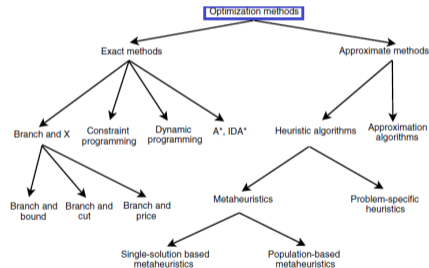 Optimization methods
Exact methods
Approximate methods
Branch and X
Constraint
programming
Dynamic
programming
A*, IDA*
Heuristic algorithms
Approximation
algorithms
Branch and
bound
Branch and
cut
Branch and
price
Metaheuristics
Problem-specific
heuristics
Single-solution based
metaheuristics
Population-based
metaheuristics